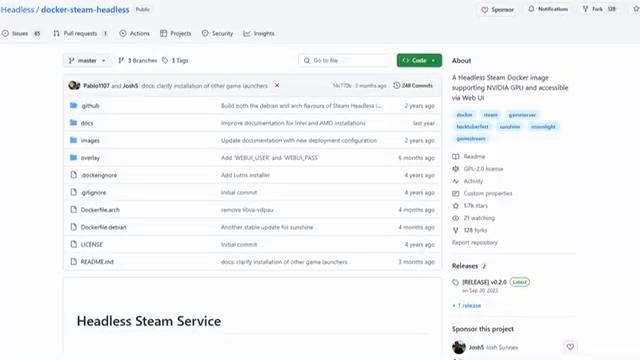 Headless / docker-steam-headless Public
Sponsor Notifications Fork 128
Issues 65 Pull requests 1 Actions Projects Security Insights
master 3 Branches 3 Tags Go to file Code
Pablo1107 and Josh5 docs: clarify installation of other game launchers 3 months ago 248 Commits
.github Build both the debian and arch flavours of Steam Headless i... 2 years ago
docs Improve documentation for Intel and AMD installations last year
images Update documentation with new deployment configuration 2 years ago
overlay Add 'WEBUI_USER' and 'WEBUI_PASS' 6 months ago
.dockerignore Add Lutris installer 4 years ago
.gitignore Initial commit 4 years ago
Dockerfile.arch remove libva-vdpau 4 months ago
Dockerfile.debian Another stable update for sunshine 4 months ago
LICENSE Initial commit 4 years ago
README.md docs: clarify installation of other game launchers 3 months ago
Headless Steam Service
About
A Headless Steam Docker image
supporting NVIDIA GPU and accessible
via Web UI
docker steam gameserver
hacktoberfest sunshine moonlight
gamestream
Readme
GPL-2.0 license
Activity
Custom properties
1.7k stars
21 watching
128 forks
Report repository
Releases 2
[RELEASE] v0.2.0 Latest
on Sep 30, 2023
+ 1 release
Sponsor this project
Josh5 Josh Sunnex